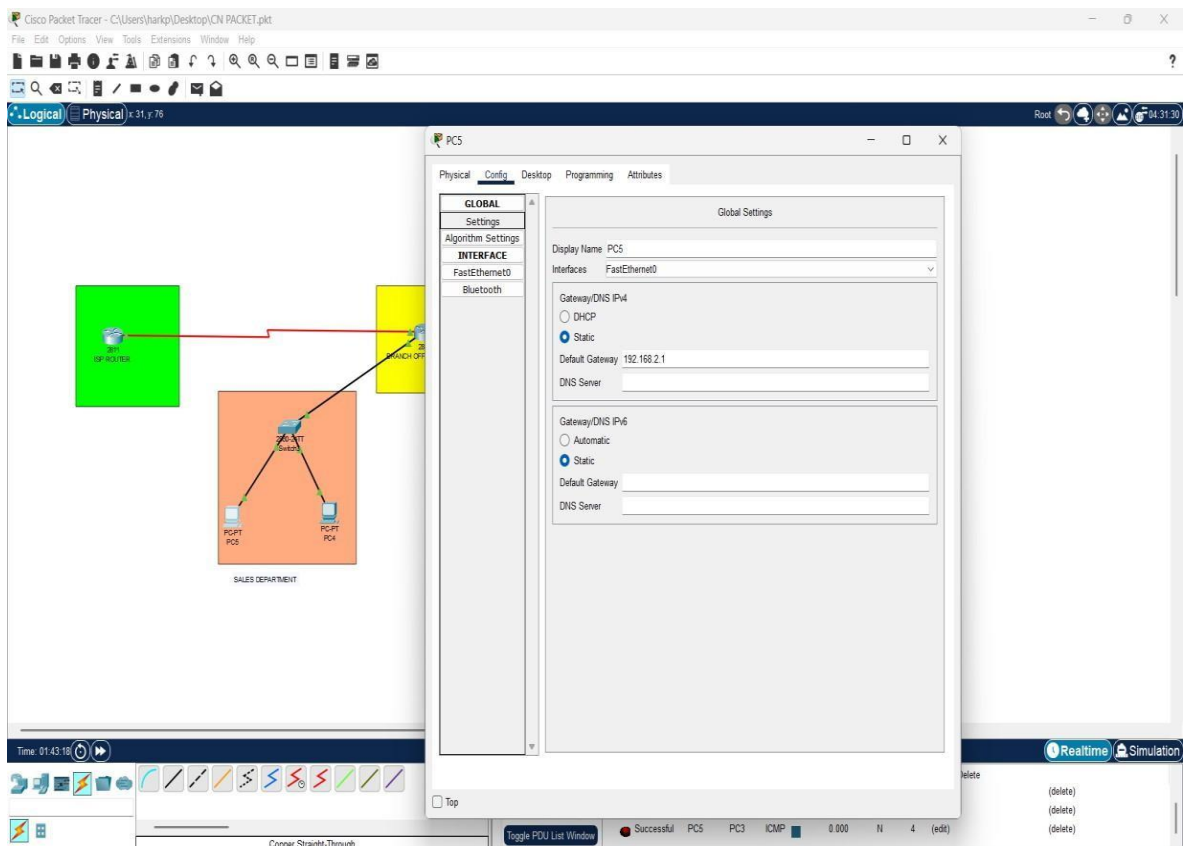 Cisco Packet Tracer - C:\Users\harkp\Desktop\CN PACKET.pkt
File Edit Options View Tools Extensions Window Help
?
Logical Physical x: 31, y: 76
Root 04:31:30
PC5
Physical Config Desktop Programming Attributes
GLOBAL
Settings
Algorithm Settings
INTERFACE
FastEthernet0
Bluetooth
Global Settings
Display Name PC5
Interfaces FastEthernet0
Gateway/DNS IPv4
DHCP
Static
Default Gateway 192.168.2.1
DNS Server
Gateway/DNS IPv6
Automatic
Static
Default Gateway
DNS Server
Top
2811
ISP ROUTER
BRANCH OFF
PC-PT
PC5
PC-PT
PC4
SALES DEPARTMENT
Time: 01:43:18
Realtime Simulation
Copper Straight-Through
Toggle PDU List Window
(delete)
(delete)
Successful PC5 PC3 ICMP 0.000 N 4 (edit) (delete)